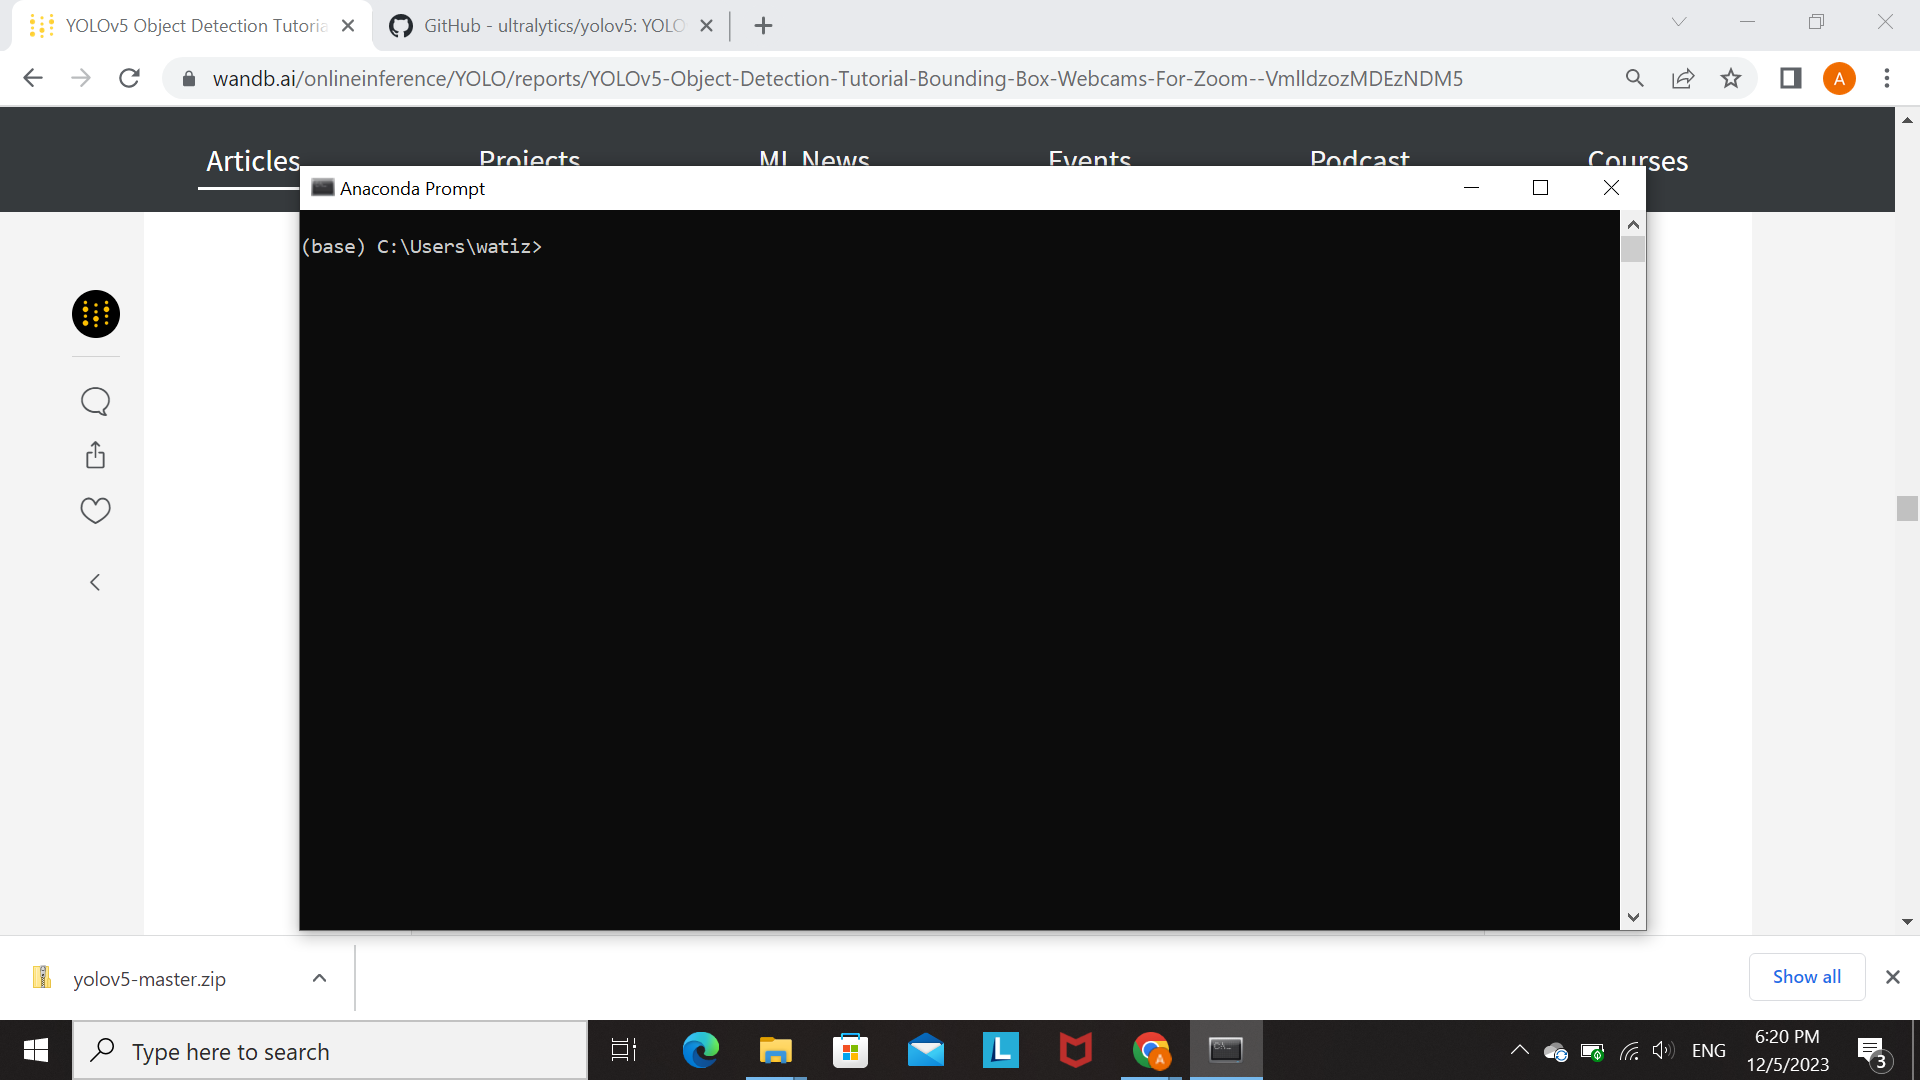 YOLOv5 Object Detection Tutoria
GitHub - ultralytics/yolov5: YOLO
wandb.ai/onlineinference/YOLO/reports/YOLOv5-Object-Detection-Tutorial-Bounding-Box-Webcams-For-Zoom--VmlldzozMDEzNDM5
A
Articles Projects ML News Events Podcast Courses
Anaconda Prompt
(base) C:\Users\watiz>
yolov5-master.zip
Show all
Type here to search
L
A
ENG
6:20 PM
12/5/2023
3